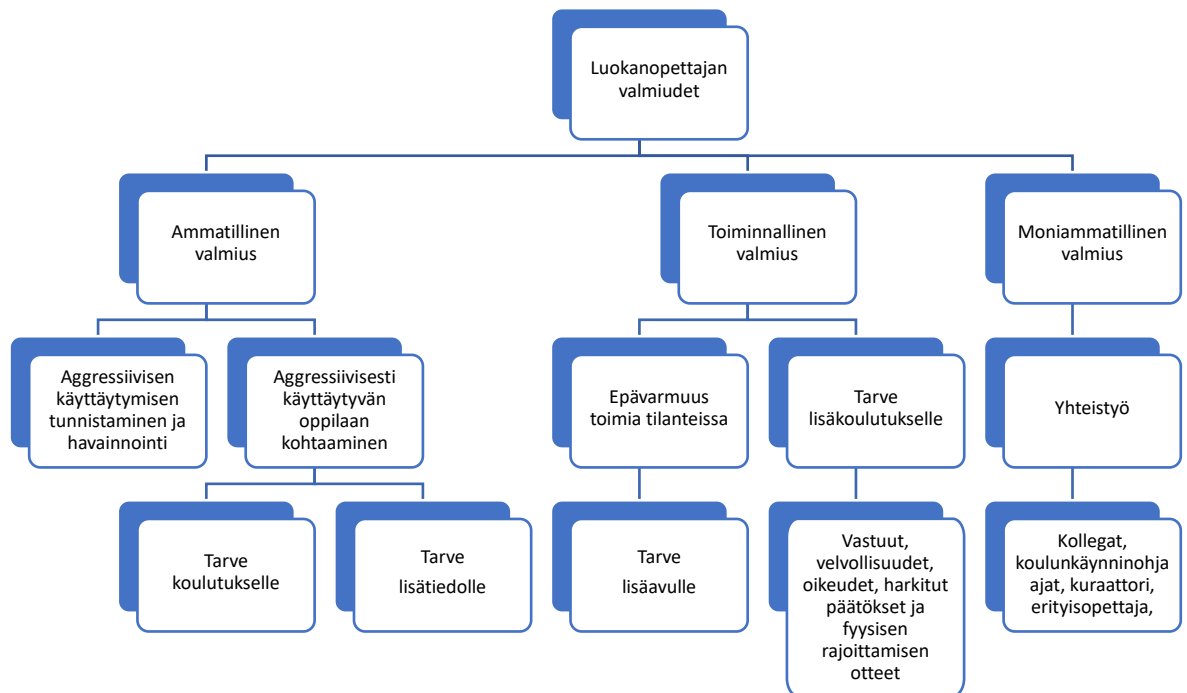 Luokanopettajan
valmiudet
Ammatillinen
valmius
Toiminnallinen
valmius
Moniammatillinen
valmius
Aggressiivisen
käyttäytymisen
tunnistaminen ja
havainnointi
Aggressiivisesti
käyttäytyvän
oppilaan
kohtaaminen
Epävarmuus
toimia tilanteissa
Tarve
lisäkoulutukselle
Yhteistyö
Tarve
koulutukselle
Tarve
lisätiedolle
Tarve
lisäavulle
Vastuut,
velvollisuudet,
oikeudet, harkitut
päätökset ja
fyysisen
rajoittamisen
otteet
Kollegat,
koulunkäynninohja
ajat, kuraattori,
erityisopettaja,